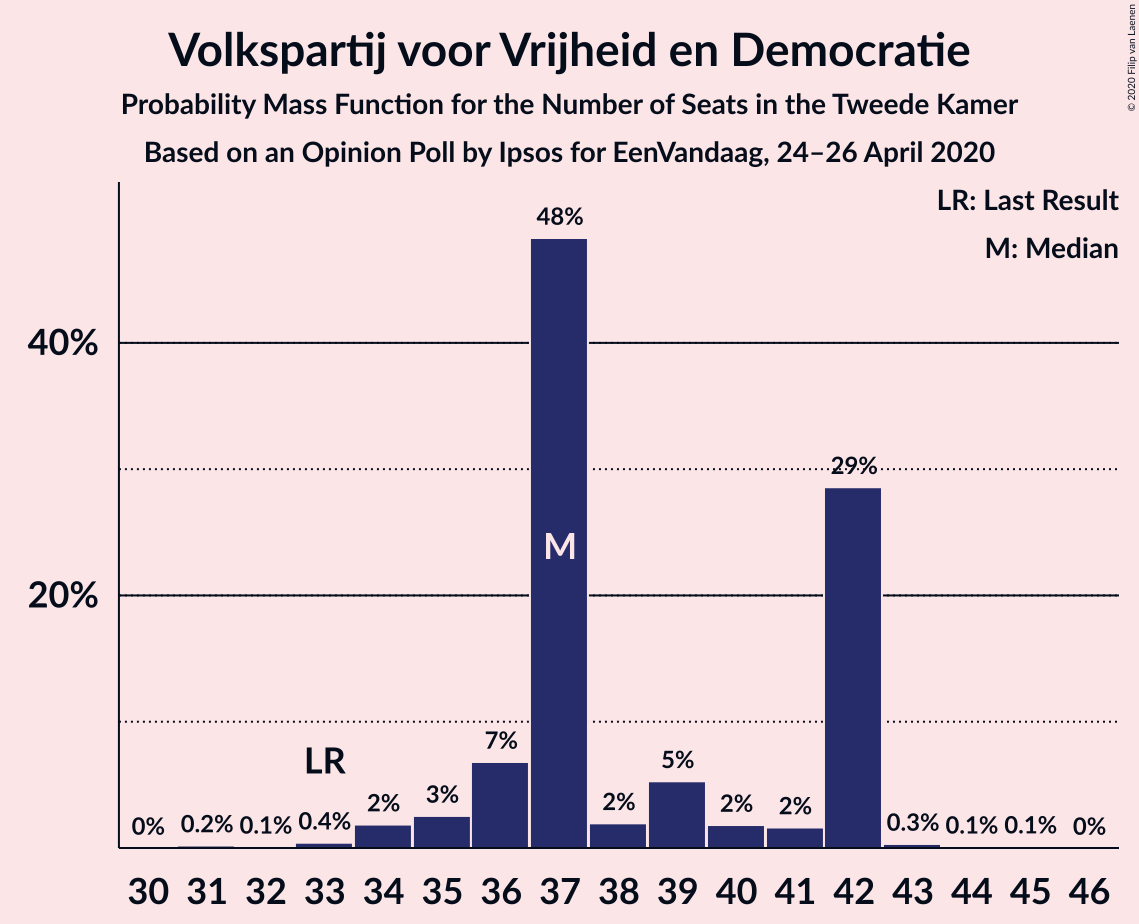 Volkspartij voor Vrijheid en Democratie
Probability Mass Function for the Number of Seats in the Tweede Kamer
Based on an Opinion Poll by Ipsos for EenVandaag, 24–26 April 2020
© 2020 Filip van Laenen
LR: Last Result
M: Median
48%
40%
29%
M
20%
LR
7%
5%
0% 0.2% 0.1% 0.4% 2% 3% 2% 2% 2% 0.3% 0.1% 0.1% 0%
30 31 32 33 34 35 36 37 38 39 40 41 42 43 44 45 46